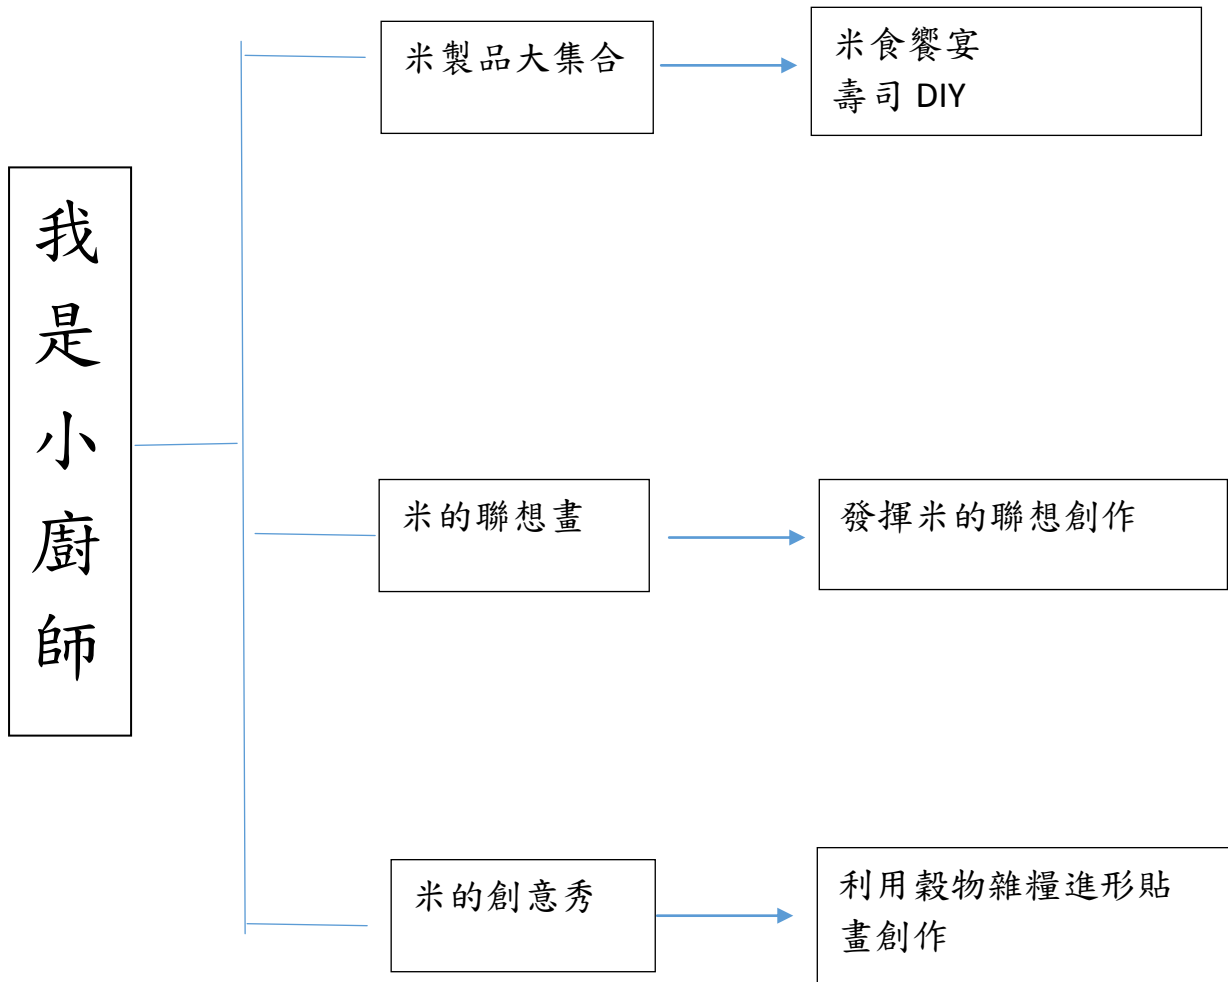 我是小廚師
米製品大集合
米食饗宴
壽司 DIY
米的聯想畫
發揮米的聯想創作
米的創意秀
利用穀物雜糧進形貼
畫創作